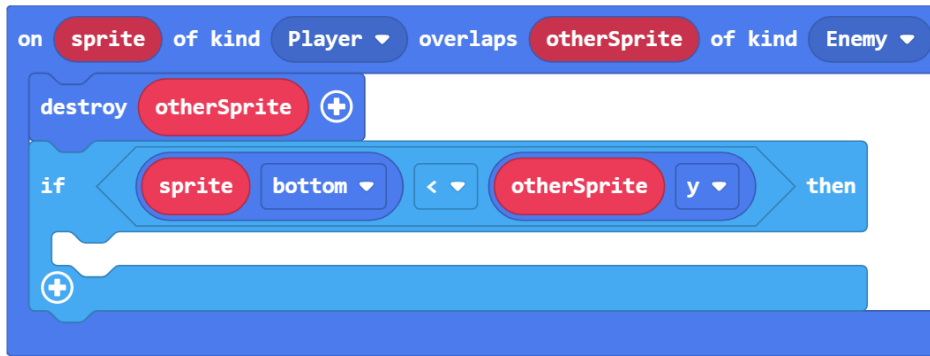 on sprite of kind Player overlaps otherSprite of kind Enemy
destroy otherSprite
if sprite bottom < otherSprite y then